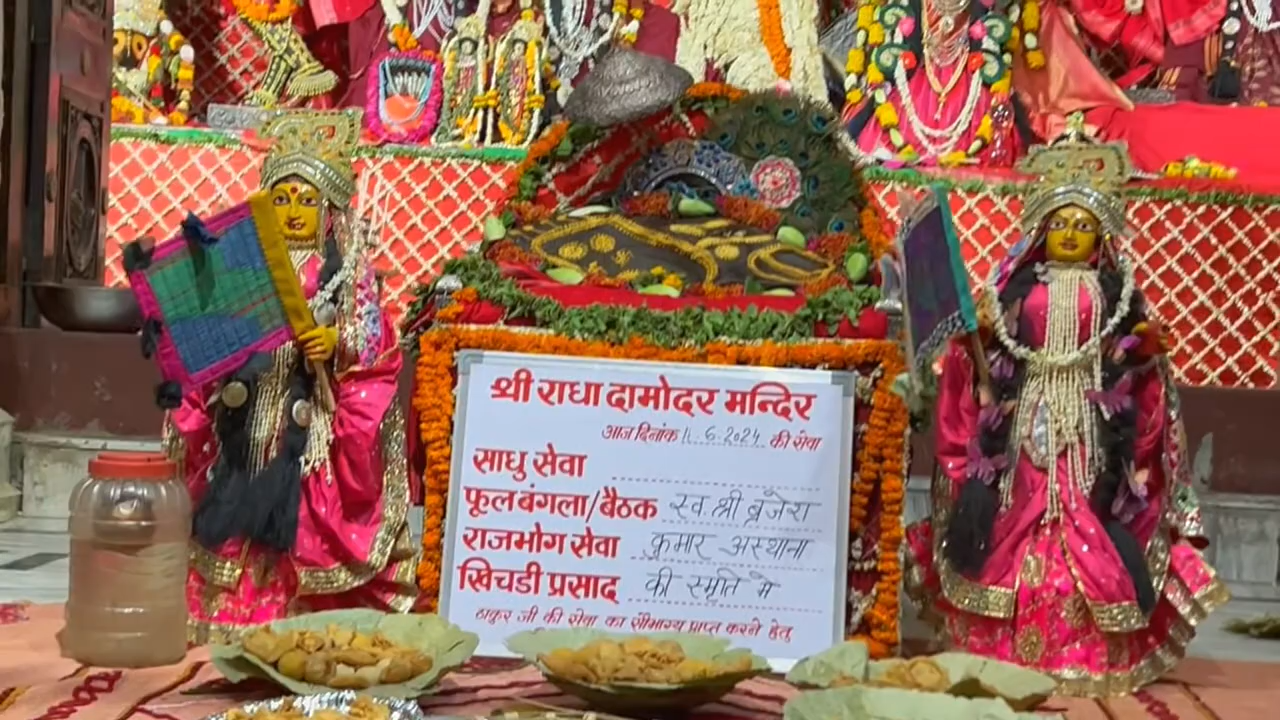 श्री राधा दामोदर मन्दिर
आज दिनांक 11.6.2024 की सेवा
साधु सेवा
फूल बंगला/बैठक स्व. श्री ब्रजेश
राजभोग सेवा कुमार अस्थाना
खिचडी प्रसाद की स्मृति मे
ठाकुर जी की सेवा का सौभाग्य प्राप्त करने हेतु